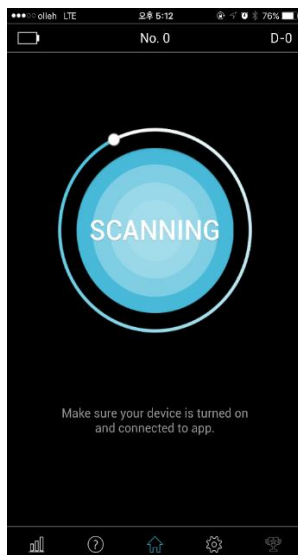 olleh LTE 오후 5:12 76%
No. 0 D-0
SCANNING
Make sure your device is turned on
and connected to app.
?